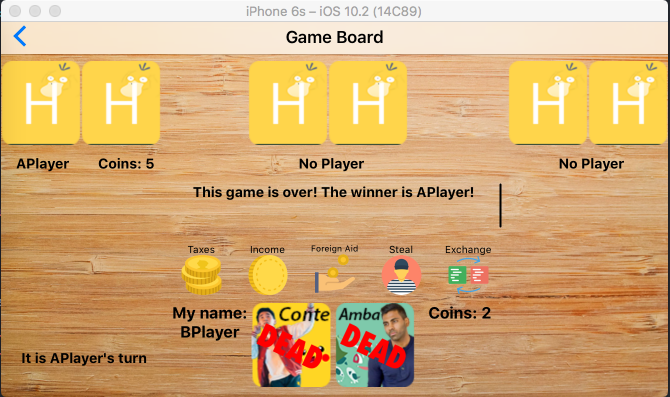 iPhone 6s – iOS 10.2 (14C89)
Game Board
H H H H H H
APlayer Coins: 5 No Player No Player
This game is over! The winner is APlayer!
Taxes Income Foreign Aid Steal Exchange
My name: Conte Amba Coins: 2
BPlayer DEAD DEAD
It is APlayer's turn